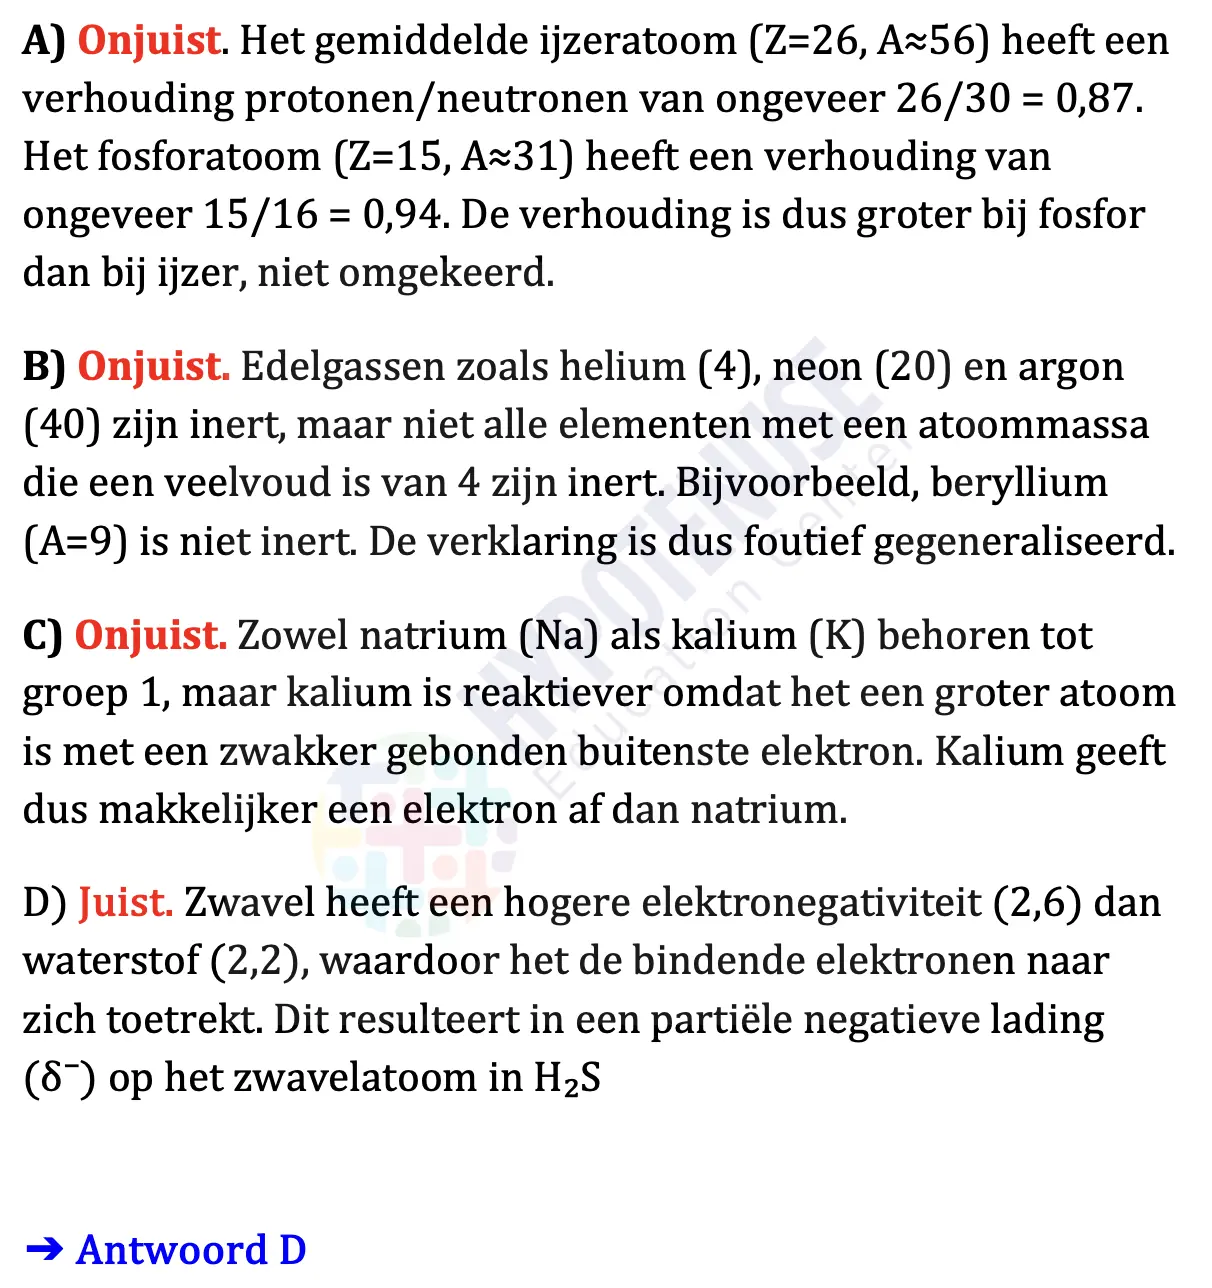 A) Onjuist. Het gemiddelde ijzeratoom (Z=26, A≈56) heeft een
verhouding protonen/neutronen van ongeveer 26/30 = 0,87.
Het fosforatoom (Z=15, A≈31) heeft een verhouding van
ongeveer 15/16 = 0,94. De verhouding is dus groter bij fosfor
dan bij ijzer, niet omgekeerd.
B) Onjuist. Edelgassen zoals helium (4), neon (20) en argon
(40) zijn inert, maar niet alle elementen met een atoommassa
die een veelvoud is van 4 zijn inert. Bijvoorbeeld, beryllium
(A=9) is niet inert. De verklaring is dus foutief gegeneraliseerd.
C) Onjuist. Zowel natrium (Na) als kalium (K) behoren tot
groep 1, maar kalium is reaktiever omdat het een groter atoom
is met een zwakker gebonden buitenste elektron. Kalium geeft
dus makkelijker een elektron af dan natrium.
D) Juist. Zwavel heeft een hogere elektronegativiteit (2,6) dan
waterstof (2,2), waardoor het de bindende elektronen naar
zich toetrekt. Dit resulteert in een partiële negatieve lading
(δ⁻) op het zwavelatoom in H₂S
➔ Antwoord D
HYPOTENUSE
Education Center